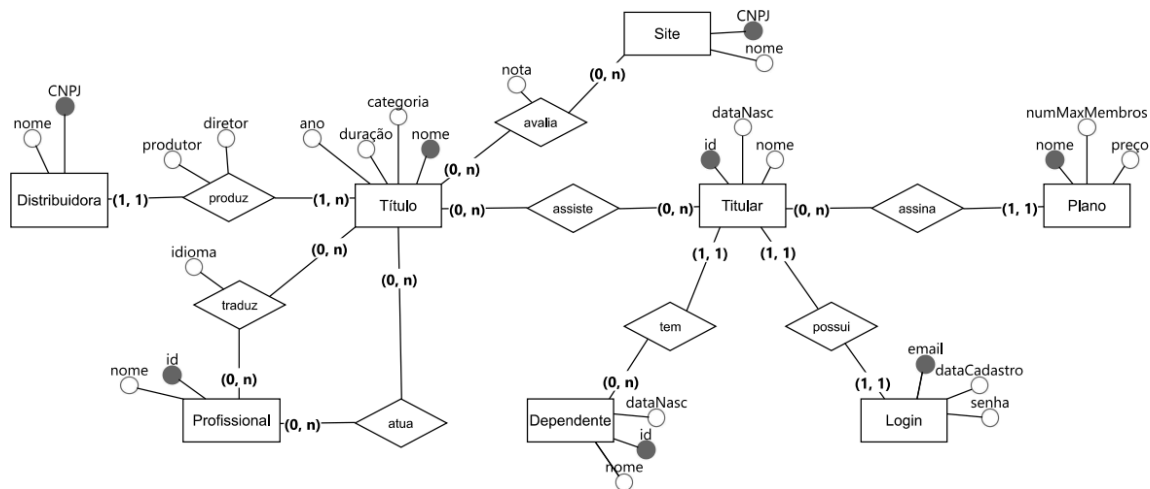 CNPJ
Site
nome
(0, n)
nota
avalia
(0, n)
CNPJ
nome
Distribuidora
(1, 1)
diretor
produtor
produz
(1, n)
ano
categoria
duração
nome
Título
(0, n)
assiste
(0, n)
dataNasc
id
nome
Titular
(0, n)
assina
(1, 1)
numMaxMembros
nome
preço
Plano
(0, n)
idioma
traduz
(0, n)
(0, n)
nome
id
Profissional
(0, n)
atua
(1, 1)
tem
(0, n)
dataNasc
Dependente
id
nome
(1, 1)
possui
(1, 1)
email
dataCadastro
senha
Login